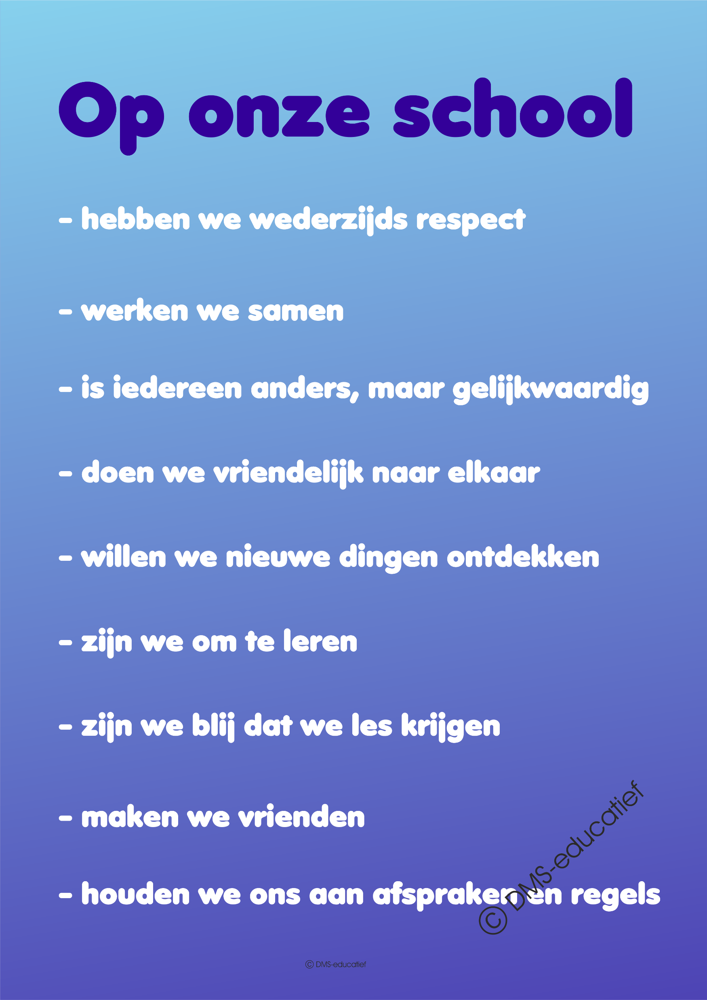 Op onze school
- hebben we wederzijds respect
- werken we samen
- is iedereen anders, maar gelijkwaardig
- doen we vriendelijk naar elkaar
- willen we nieuwe dingen ontdekken
- zijn we om te leren
- zijn we blij dat we les krijgen
- maken we vrienden
- houden we ons aan afspraken en regels
© DMS-educatief
© DMS-educatief